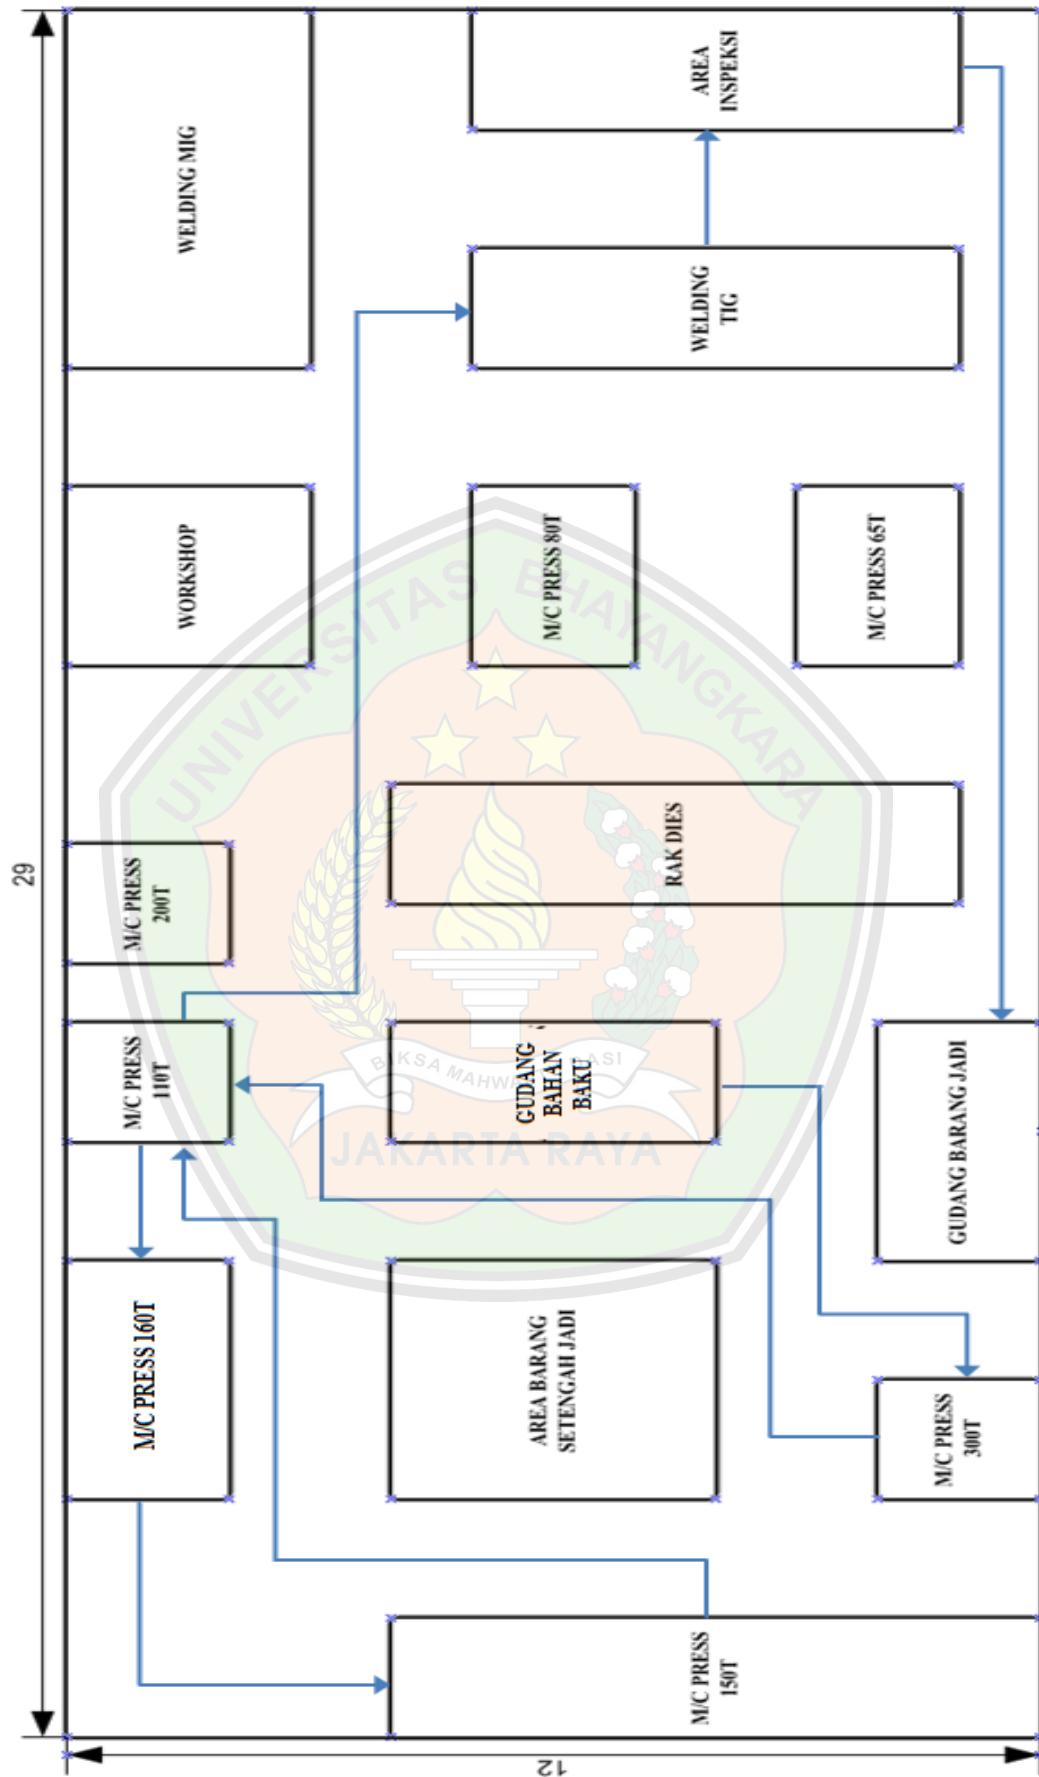 29
M/C PRESS 160T
M/C PRESS
110T
M/C PRESS
200T
WORKSHOP
WELDING MIG
12
M/C PRESS
150T
AREA BARANG
SETENGAH JADI
GUDANG
BAHAN
BAKU
RAK DIES
M/C PRESS 80T
WELDING
TIG
AREA
INSPEKSI
M/C PRESS
300T
GUDANG BARANG JADI
M/C PRESS 65T
UNIVERSITAS BHAYANGKARA
JAKARTA RAYA